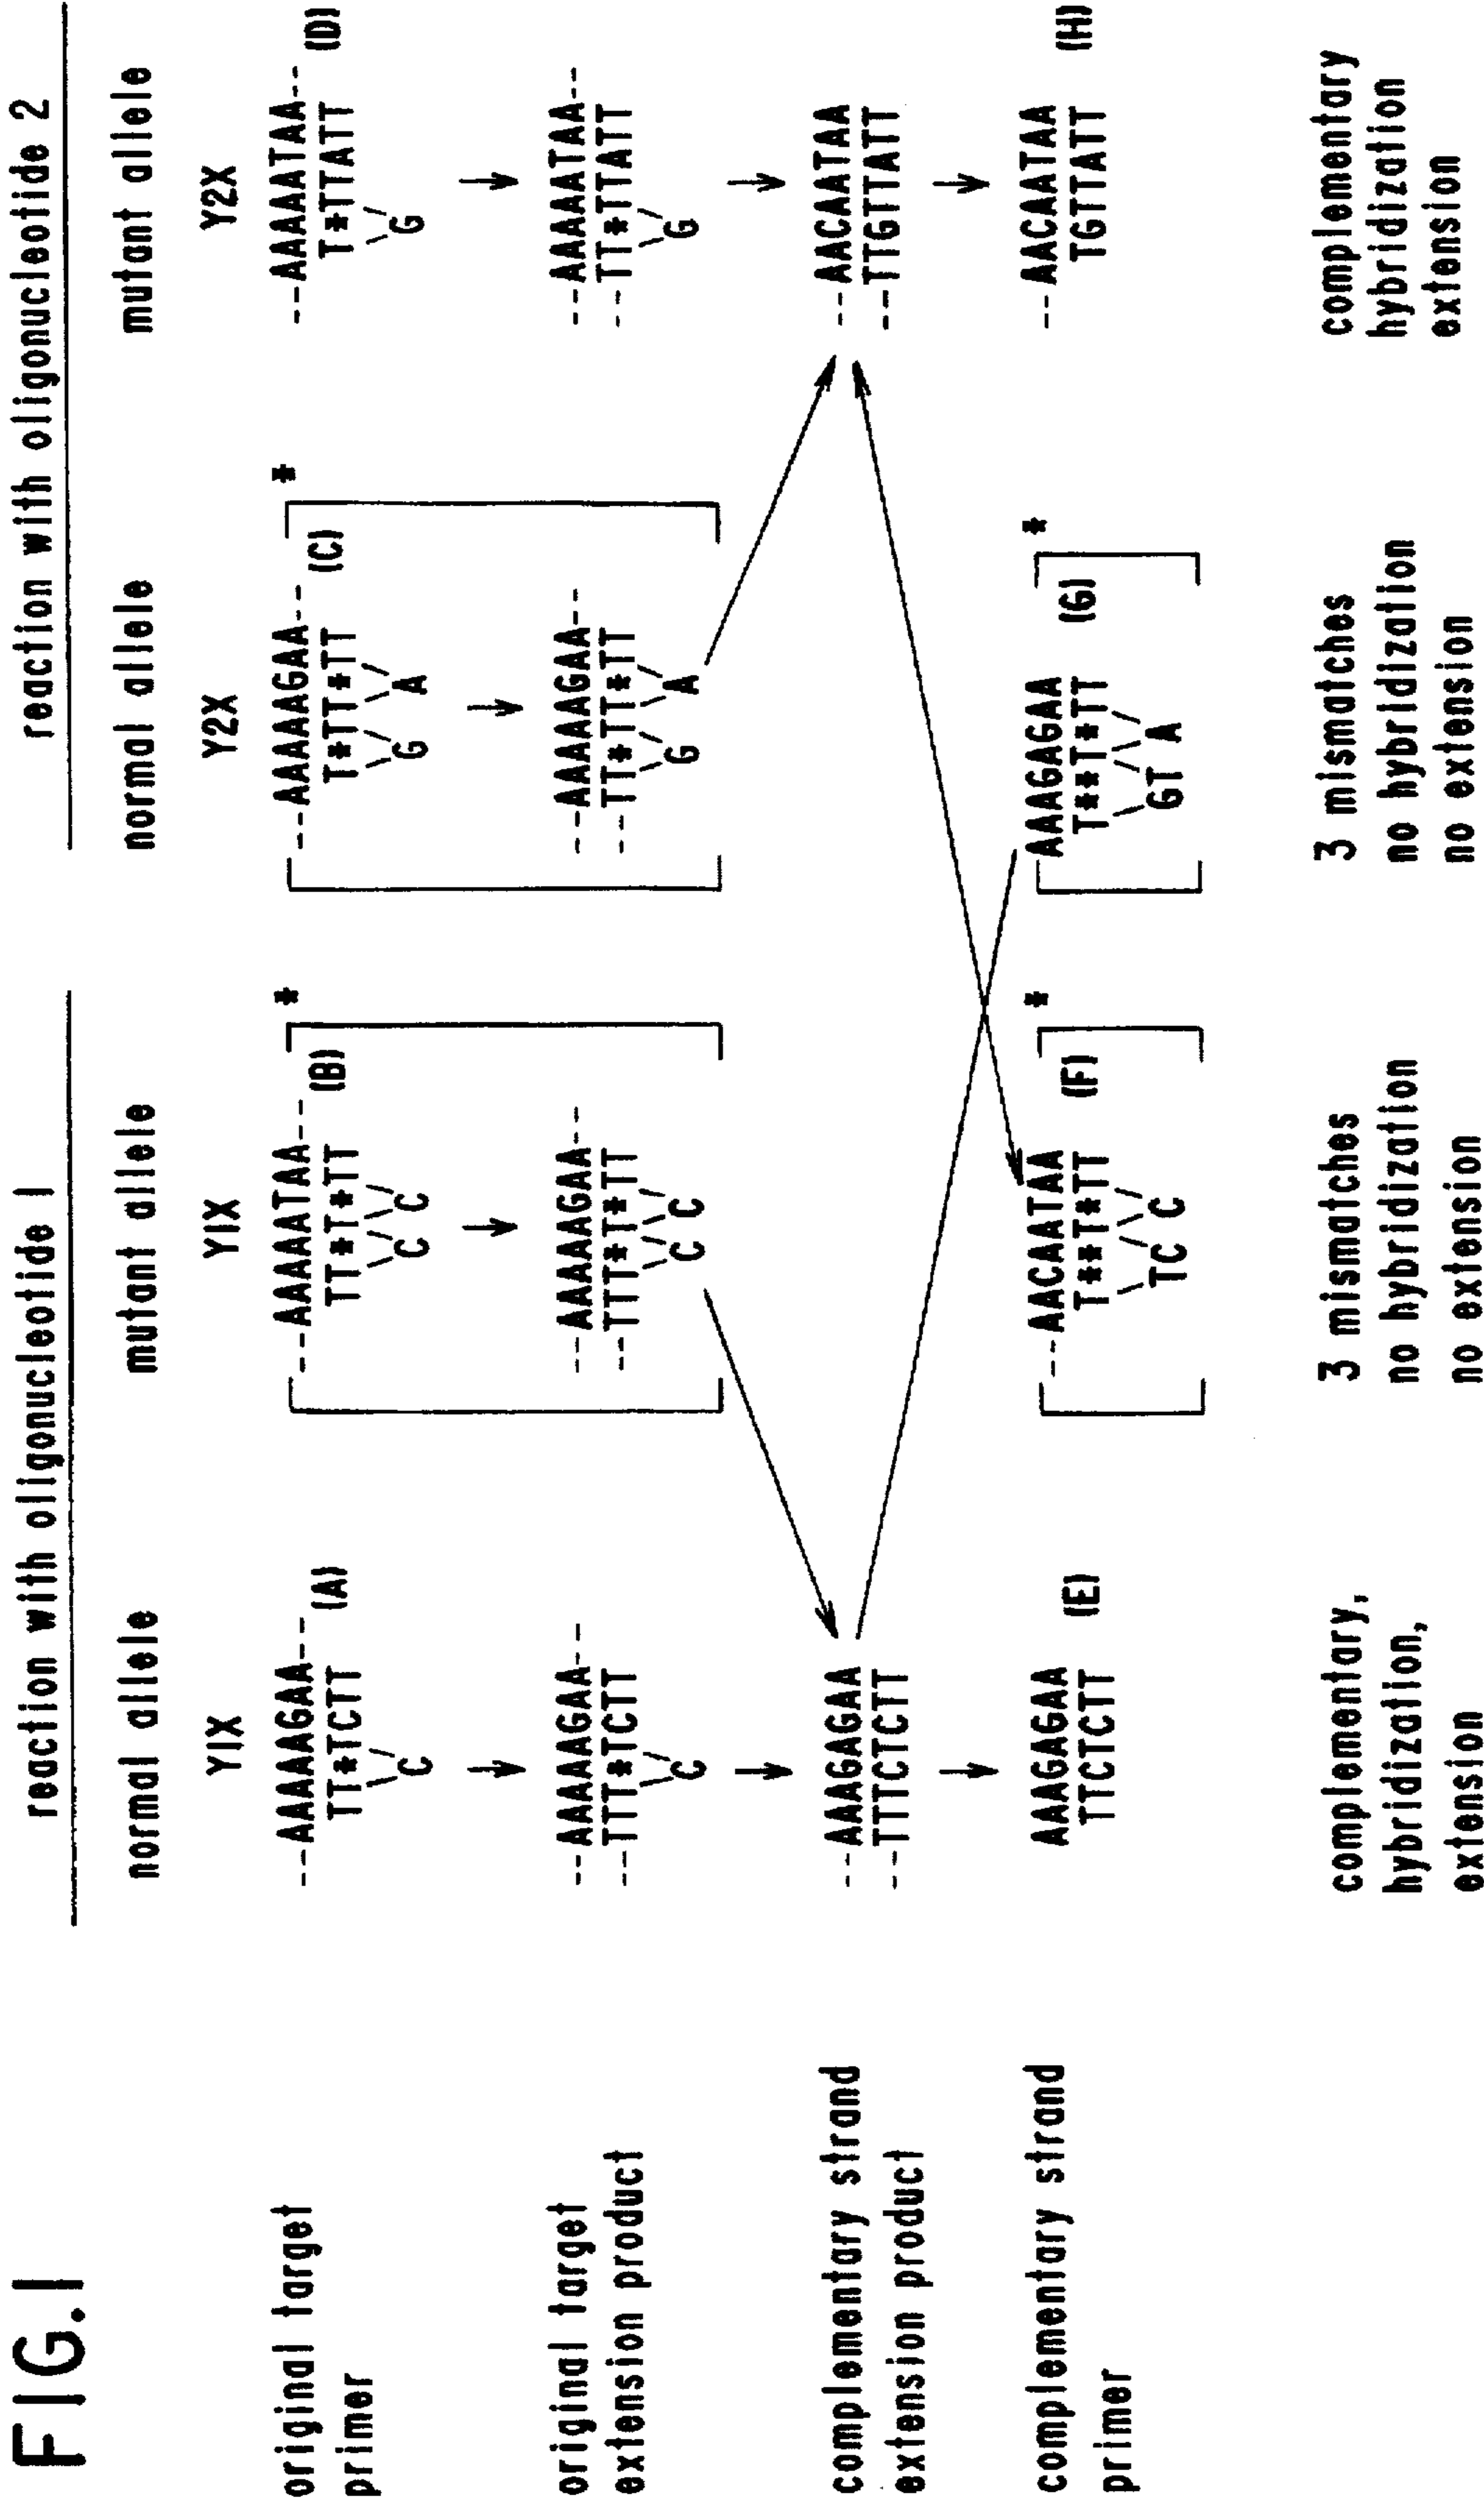 FIG.1
reaction with oligonucleotide 1
reaction with oligonucleotide 2
normal allele
mutant allele
normal allele
mutant allele
Y1X
Y1X
Y2X
Y2X
original target
primer
---AAAAAGAA---
TT*TCTT
C
(A)
---AAAAATAA---
TT*T*TT
C C
(B)
---AAAAAGAA---
T*TT*TT
G A
(C)
*
*
---AAAAATAA---
T*TTATT
G
(D)
original target
extension product
---AAAAAGAA---
---TTT*TCTT
C
---AAAAAGAA---
---TTT*T*TT
C C
---AAAAAGAA---
---TT*TT*TT
G A
---AAAAATAA---
---TT*TTATT
G
complementary strand
extension product
---AAAGAGAA
---TTTCTCTT
---AACAATAA
---TTGTTATT
complementary strand
primer
AAAGAGAA
TTCTCTT
(E)
---AACAATAA
T**T*TT
TC C
(F)
*
AAAGAGAA
T**T*TT
GT A
(G)
*
---AACAATAA
TGTTATT
(H)
complementary,
hybridization,
extension
3 mismatches
no hybridization
no extension
3 mismatches
no hybridization
no extension
complementary
hybridization
extension